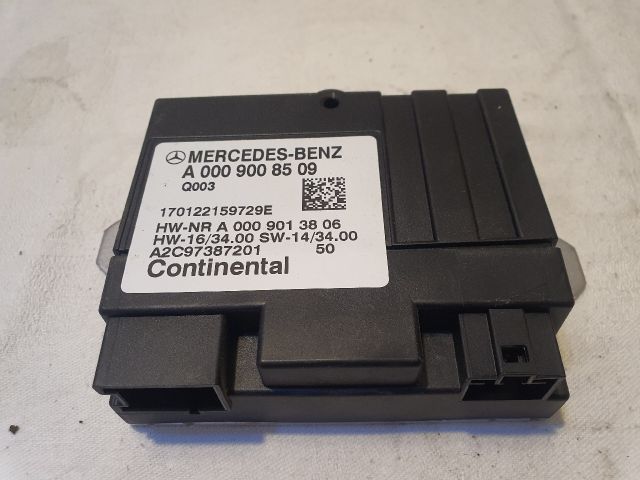 MERCEDES-BENZ
A 000 900 85 09
Q003
170122159729E
HW-NR A 000 901 38 06
HW-16/34.00 SW-14/34.00
A2C97387201 50
Continental